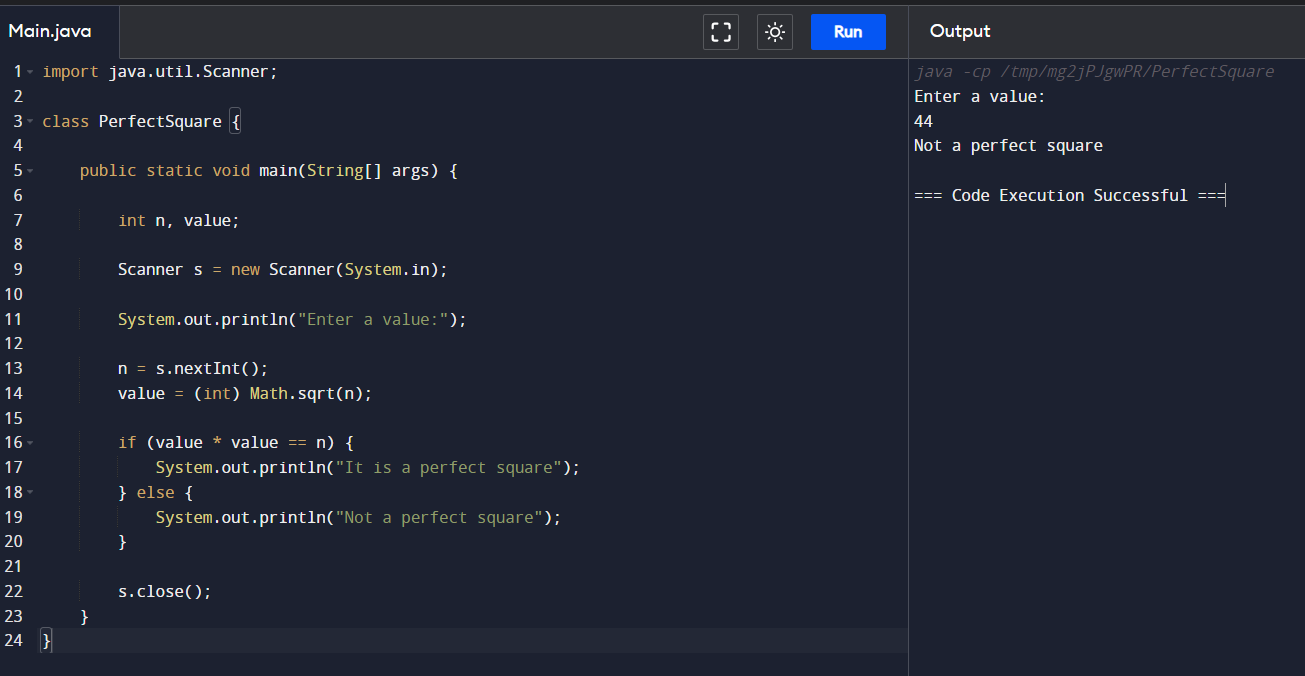 Main.java
Run
Output
1 import java.util.Scanner;
2
3 class PerfectSquare {
4
5     public static void main(String[] args) {
6
7         int n, value;
8
9         Scanner s = new Scanner(System.in);
10
11         System.out.println("Enter a value:");
12
13         n = s.nextInt();
14         value = (int) Math.sqrt(n);
15
16         if (value * value == n) {
17             System.out.println("It is a perfect square");
18         } else {
19             System.out.println("Not a perfect square");
20         }
21
22         s.close();
23     }
24 }
java -cp /tmp/mg2jPJgwPR/PerfectSquare
Enter a value:
44
Not a perfect square
=== Code Execution Successful ===